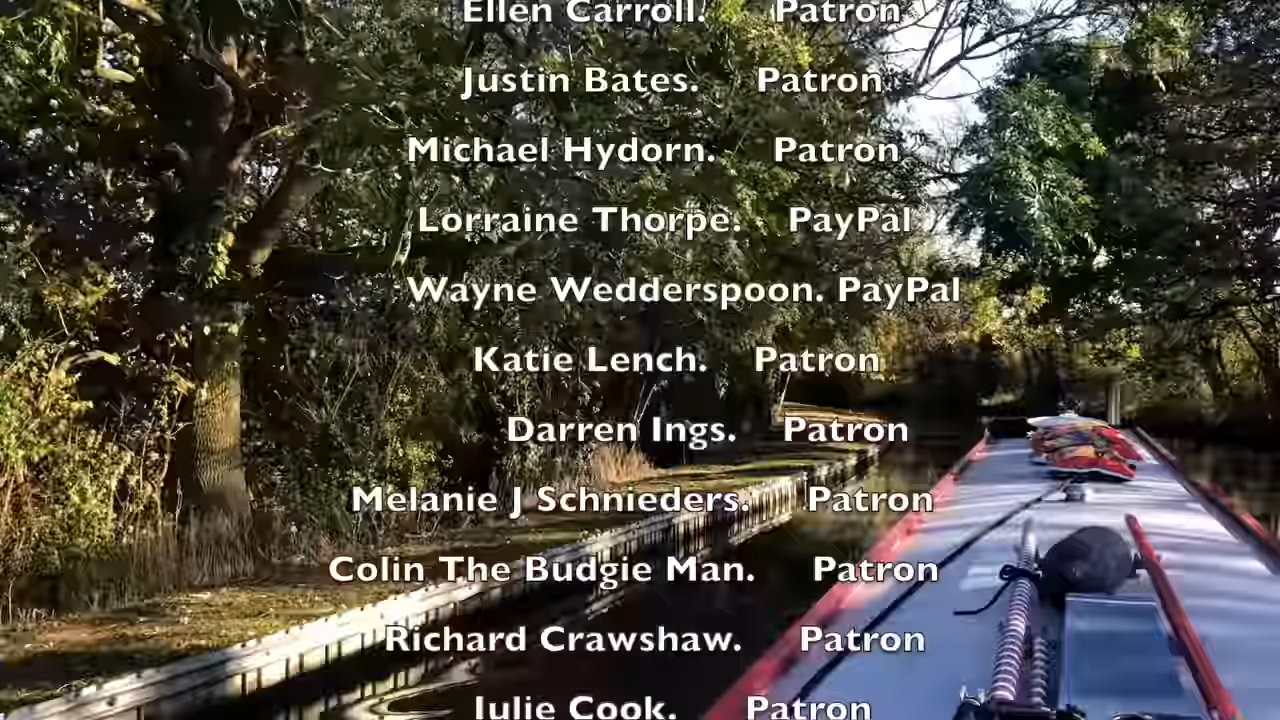 Ellen Carroll. Patron
Justin Bates. Patron
Michael Hydorn. Patron
Lorraine Thorpe. PayPal
Wayne Wedderspoon. PayPal
Katie Lench. Patron
Darren Ings. Patron
Melanie J Schnieders. Patron
Colin The Budgie Man. Patron
Richard Crawshaw. Patron
Julie Cook. Patron